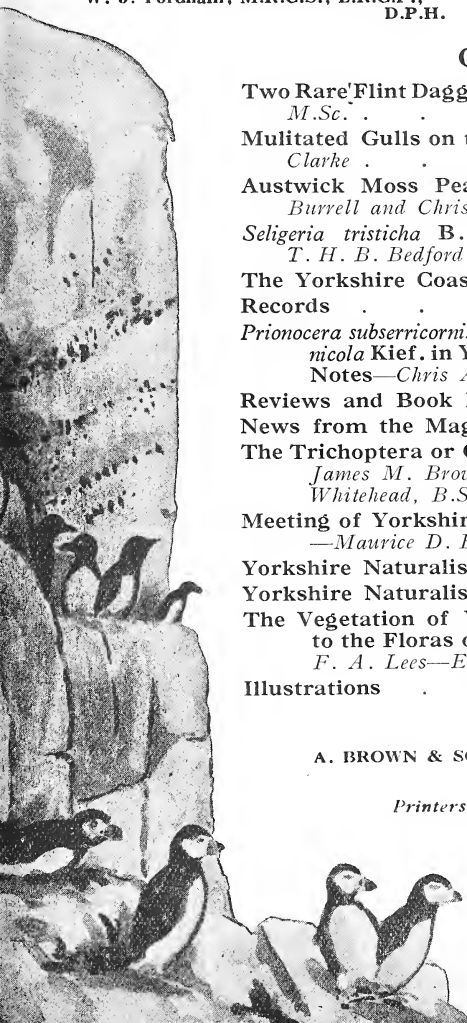 W. J. Fordham, M.R.C.S., L.R.C.P.,
D.P.H.
Two Rare Flint Dagg
M.Sc. . .
Mulitated Gulls on t
Clarke . .
Austwick Moss Pea
Burrell and Chris
Seligeria tristicha B.
T. H. B. Bedford
The Yorkshire Coas
Records . .
Prionocera subserricorni
nicola Kief. in Y
Notes—Chris A
Reviews and Book
News from the Mag
The Trichoptera or
James M. Brow
Whitehead, B.S
Meeting of Yorkshir
—Maurice D.
Yorkshire Naturalis
Yorkshire Naturalis
The Vegetation of
to the Floras o
F. A. Lees—E
Illustrations .
A. BROWN & SO
Printers